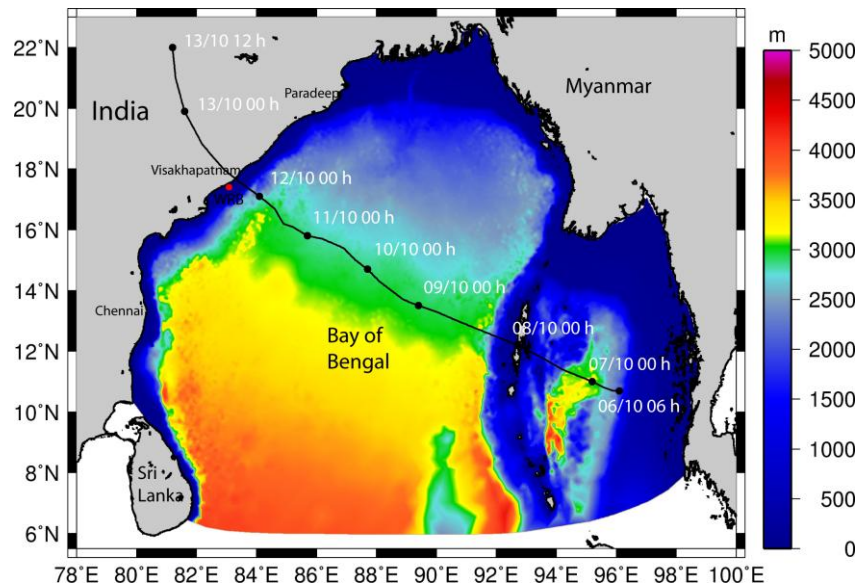 m
22°N
20°N
18°N
16°N
14°N
12°N
10°N
8°N
6°N
13/10 12 h
India
13/10 00 h
Paradeep
Myanmar
Visakhapatnam
WRB
12/10 00 h
11/10 00 h
10/10 00 h
09/10 00 h
Chennai
Bay of
Bengal
08/10 00 h
07/10 00 h
06/10 06 h
Sri
Lanka
78°E
80°E
82°E
84°E
86°E
88°E
90°E
92°E
94°E
96°E
98°E
100°E
5000
4500
4000
3500
3000
2500
2000
1500
1000
500
0